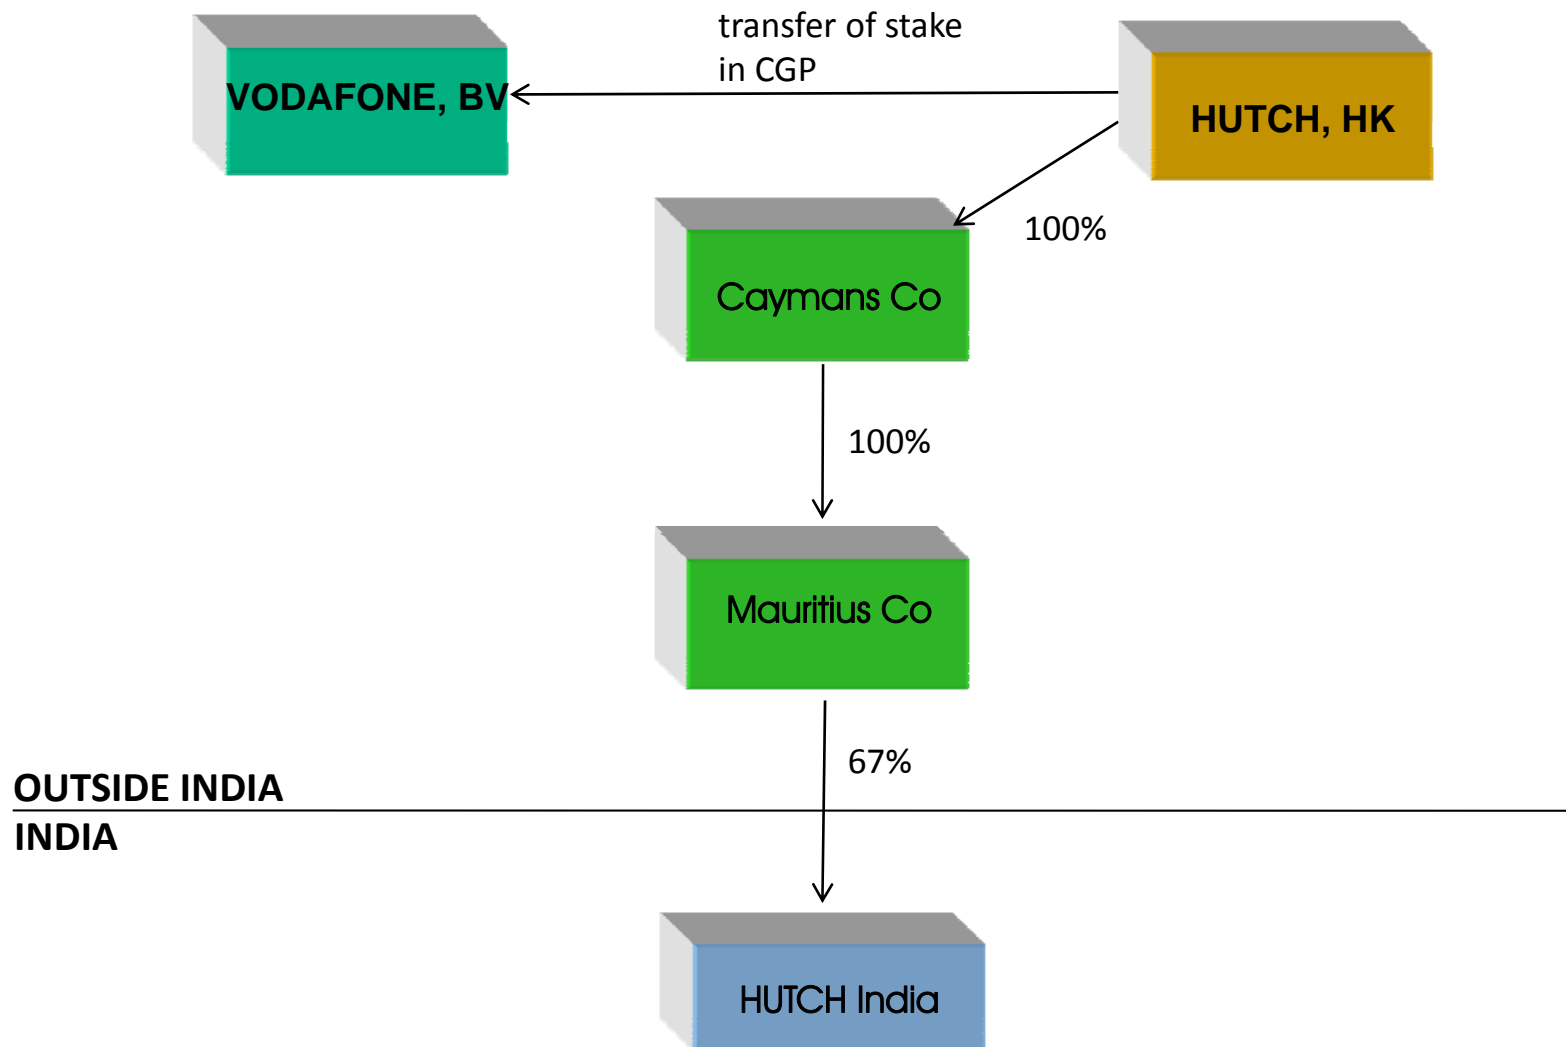 transfer of stake
in CGP
VODAFONE, BV
HUTCH, HK
100%
Caymans Co
100%
Mauritius Co
67%
OUTSIDE INDIA
INDIA
HUTCH India